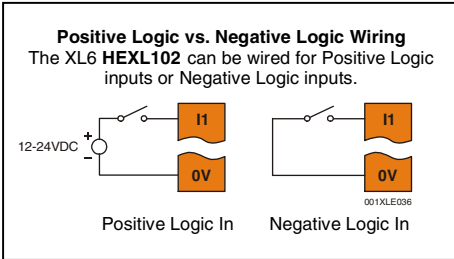 Positive Logic vs. Negative Logic Wiring
The XL6 HEXL102 can be wired for Positive Logic
inputs or Negative Logic inputs.
I1
I1
12-24VDC
+
–
0V
0V
001XLE036
Positive Logic In
Negative Logic In